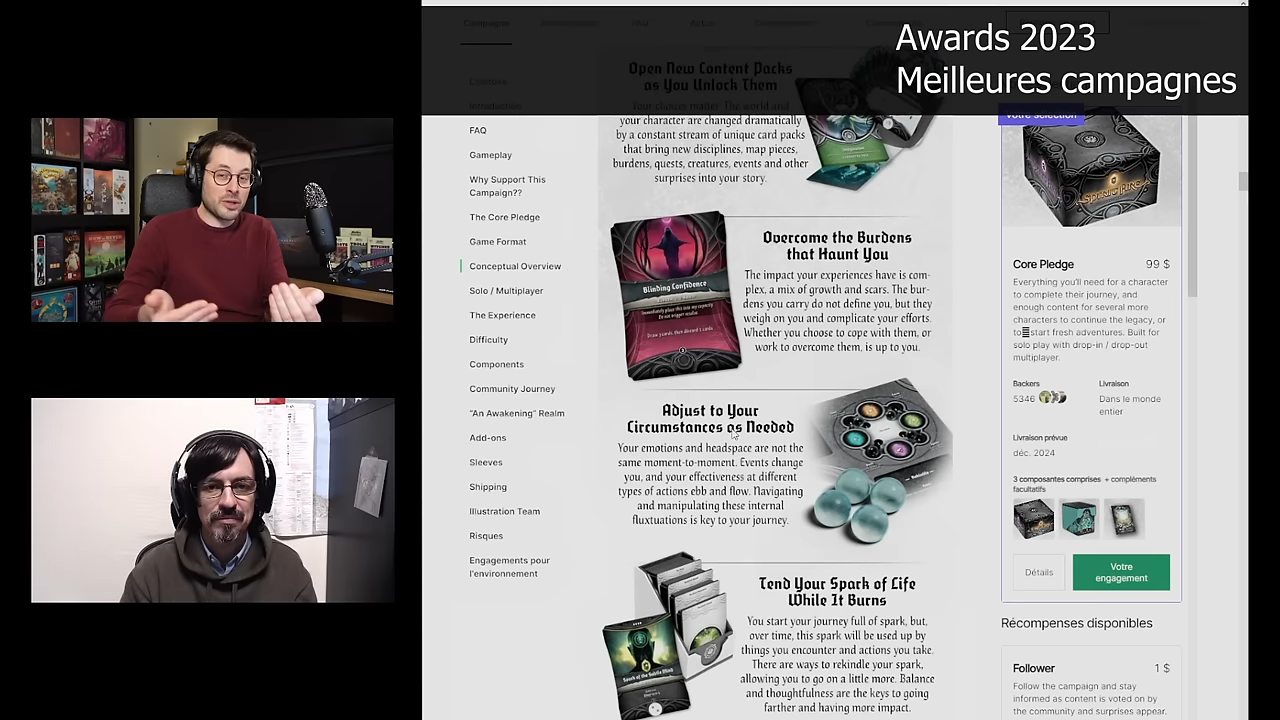 Awards 2023
Meilleures campagnes
Campagne
FAQ
Introduction
FAQ
Gameplay
Why Support This
Campaign??
The Core Pledge
Game Format
Conceptual Overview
Solo / Multiplayer
The Experience
Difficulty
Components
Community Journey
“An Awakening” Realm
Add-ons
Sleeves
Shipping
Illustration Team
Risques
Engagements pour
l'environnement
Open New Content Packs
as You Unlock Them
Your choices matter. The world and
your character are changed dramatically
by a constant stream of unique card packs
that bring new disciplines, map pieces,
burdens, quests, creatures, events and other
surprises into your story.
Blinding Confidence
Overcome the Burdens
that Haunt You
The impact your experiences have is com-
plex, a mix of growth and scars. The bur-
dens you carry do not define you, but they
weigh on you and complicate your efforts.
Whether you choose to cope with them, or
work to overcome them, is up to you.
Adjust to Your
Circumstances as Needed
Your emotions and headspace are not the
same moment-to-moment. Events change
you, and your effectiveness at different
types of actions ebb and flow. Navigating
and manipulating these internal
fluxtuations is key to your journey.
Tend Your Spark of Life
While It Burns
You start your journey full of spark, but,
over time, this spark will be used up by
things you encounter and actions you take.
There are ways to rekindle your spark,
allowing you to go on a little more. Balance
and thoughtfulness are the keys to going
farther and having more impact.
Votre sélection
Core Pledge 99 $
Everything you'll need for a character
to complete their journey, and
enough content for several more
characters to continue the legacy, or
to start fresh adventures. Built for
solo play with drop-in / drop-out
multiplayer.
Backers
5346
Livraison
Dans le monde
entier
Livraison prévue
déc. 2024
3 composantes comprises + compléments
facultatifs
Détails
Votre
engagement
Récompenses disponibles
Follower 1 $
Follow the campaign and stay
informed as content is voted on by
the community and surprises appear.